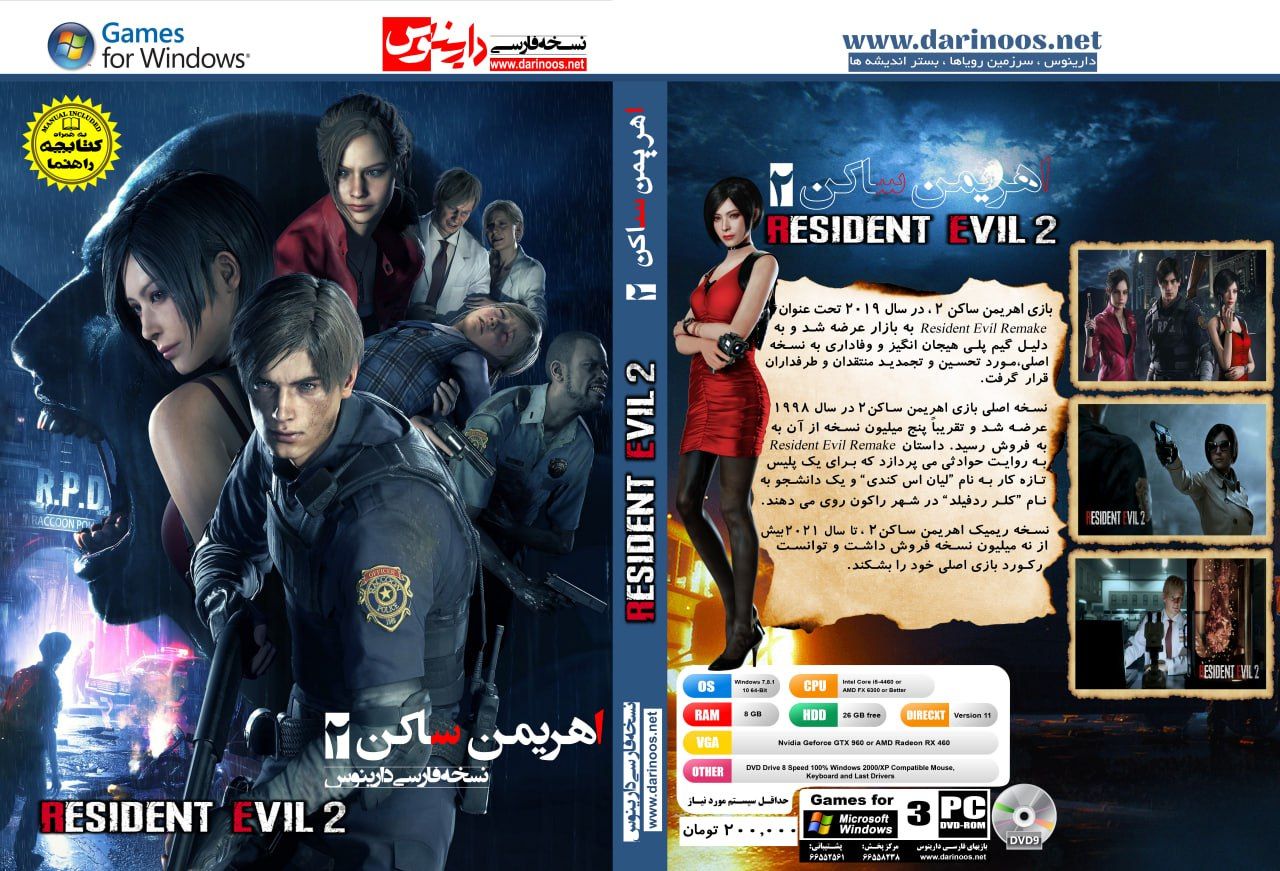 Games
for Windows®
نسخه فارسی
دارینوس
www.darinoos.net
MANUAL INCLUDED
به همراه
کتابچه
راهنما
R.P.D
RACCOON
OFFICER
RACCOON
POLICE
اهریمن ساکن ۲
نسخه فارسی دارینوس
RESIDENT EVIL 2
اهریمن ساکن ۲
RESIDENT EVIL 2
نسخه فارسی دارینوس
www.darinoos.net
www.darinoos.net
دارینوس ، سرزمین رویاها ، بستر اندیشه ها
اهریمن ساکن ۲
RESIDENT EVIL 2
بازی اهریمن ساکن ۲ ، در سال ۲۰۱۹ تحت عنوان
Resident Evil Remake به بازار عرضه شد و به
دلیل گیم پلی هیجان انگیز و وفاداری به نسخه
اصلی،مورد تحسین و تجمدید منتقدان و طرفداران
قرار گرفت.
نسخه اصلی بازی اهریمن ساکن۲ در سال ۱۹۹۸
عرضه شد و تقریباً پنج میلیون نسخه از آن به
به فروش رسید. داستان Resident Evil Remake
به روایت حوادثی می پردازد که برای یک پلیس
تازه کار به نام "لیان اس کندی" و یک دانشجو به
نام "کلر ردفیلد" در شهر راکون روی می دهند.
نسخه ریمیک اهریمن ساکن۲ ، تا سال ۲۰۲۱بیش
از نه میلیون نسخه فروش داشت و توانست
رکورد بازی اصلی خود را بشکند.
RESIDENT EVIL 2
RESIDENT EVIL 2
OS Windows 7.8.1 10 64-Bit
CPU Intel Core i5-4460 or AMD FX 6300 or Better
RAM 8 GB
HDD 26 GB free
DIRECXT Version 11
VGA Nvidia Geforce GTX 960 or AMD Radeon RX 460
OTHER DVD Drive 8 Speed 100% Windows 2000/XP Compatible Mouse,
Keyboard and Last Drivers
حداقل سیستم مورد نیاز
۲۰۰,۰۰۰ تومان
Games for
Microsoft
Windows
3
PC
DVD-ROM
DVD9
پشتیبانی:
۶۶۵۵۲۵۶۱
مرکز پخش:
۶۶۵۵۸۲۳۸
بازیهای فارسی دارینوس
www.darinoos.net